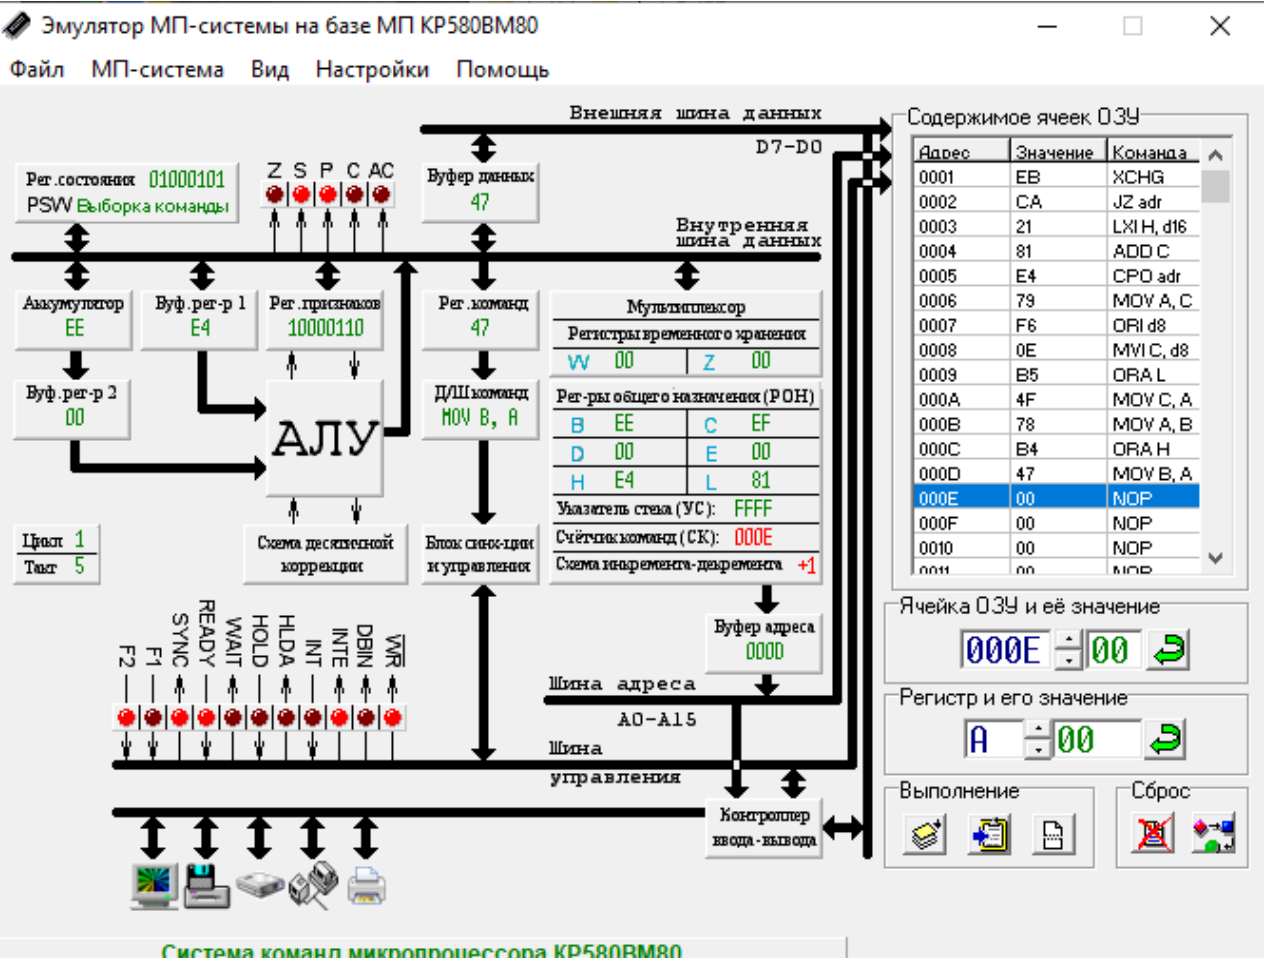 Эмулятор МП-системы на базе МП КР580ВМ80
Файл МП-система Вид Настройки Помощь
Внешняя шина данных
D7-D0
Рег.состояния 01000101
PSW Выборка команды
Z S P C AC
Буфер данных
47
Внутренняя
шина данных
Аккумулятор
EE
Буф.рег-р 1
E4
Рег.признаков
10000110
Рег.команд
47
Мультиплексор
Регистры временного хранения
W 00 Z 00
Буф.рег-р 2
00
АЛУ
Д/Ш команд
MOV B, A
Рег-ры общего назначения (РОН)
B EE C EF
D 00 E 00
H E4 L 81
Указатель стека (УС): FFFF
Счётчик команд (СК): 000E
Схема инкремента-декремента +1
Цикл 1
Такт 5
Схема десятичной
коррекции
Блок синх-ции
и управления
Буфер адреса
000D
F2 F1 SYNC READY WAIT HOLD HLDA INT INTE DBIN WR
Шина адреса
A0-A15
Шина
управления
Контроллер
ввода-вывода
Содержимое ячеек ОЗУ
Адрес Значение Команда
0001 EB XCHG
0002 CA JZ adr
0003 21 LXI H, d16
0004 81 ADD C
0005 E4 CPO adr
0006 79 MOV A, C
0007 F6 ORI d8
0008 0E MVI C, d8
0009 B5 ORA L
000A 4F MOV C, A
000B 78 MOV A, B
000C B4 ORA H
000D 47 MOV B, A
000E 00 NOP
000F 00 NOP
0010 00 NOP
0011 00 NOP
Ячейка ОЗУ и её значение
000E 00
Регистр и его значение
A 00
Выполнение
Сброс
Система команд микропроцессора КР580ВМ80